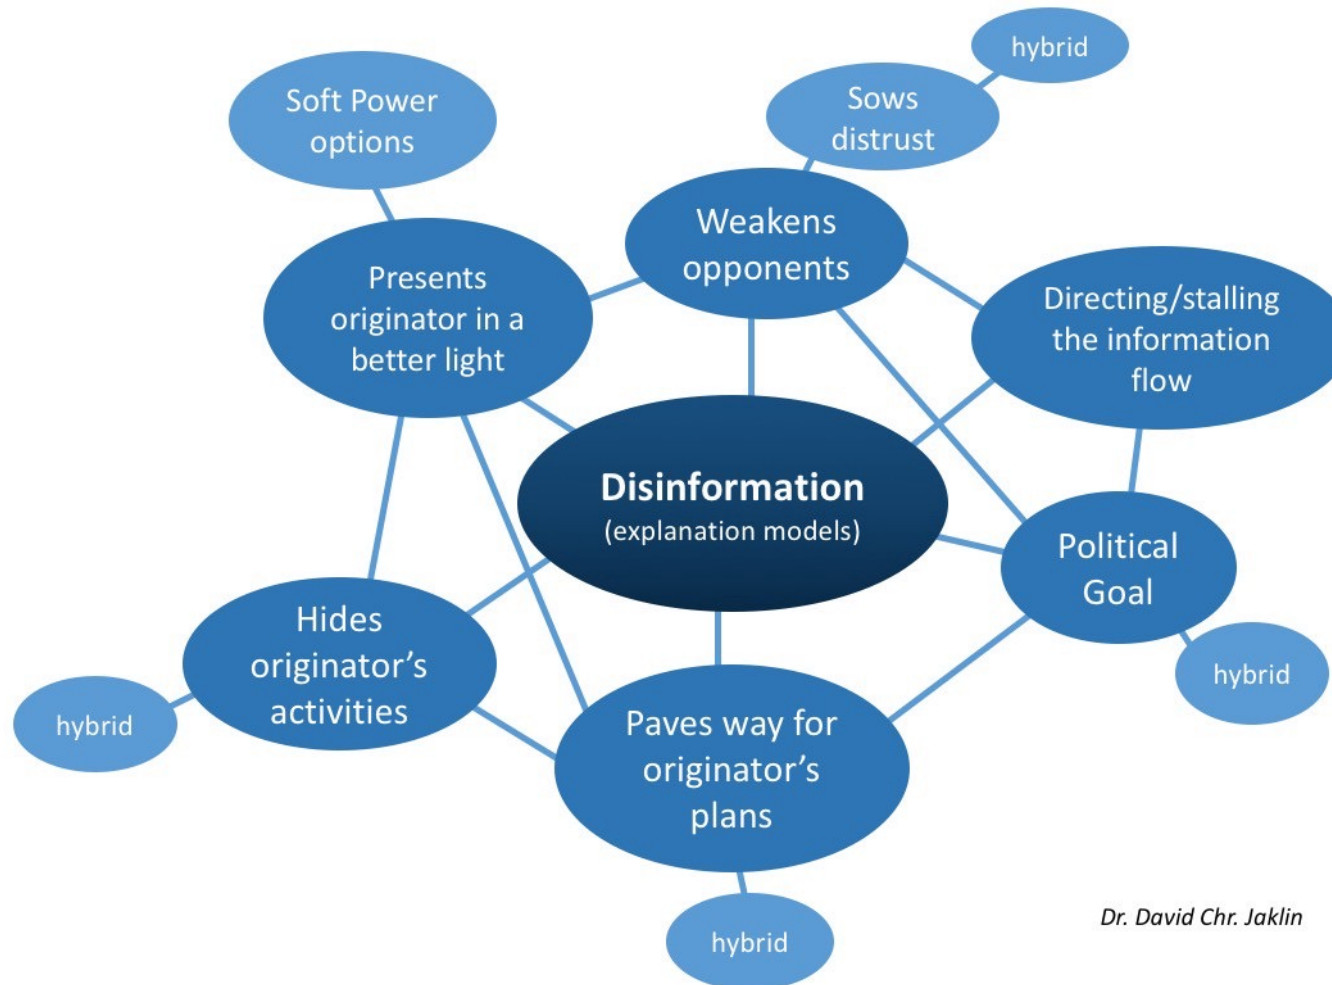 hybrid
Sows
distrust
Soft Power
options
Weakens
opponents
Presents
originator in a
better light
Directing/stalling
the information
flow
Disinformation
(explanation models)
Political
Goal
Hides
originator’s
activities
hybrid
hybrid
Paves way for
originator’s
plans
hybrid
Dr. David Chr. Jaklin